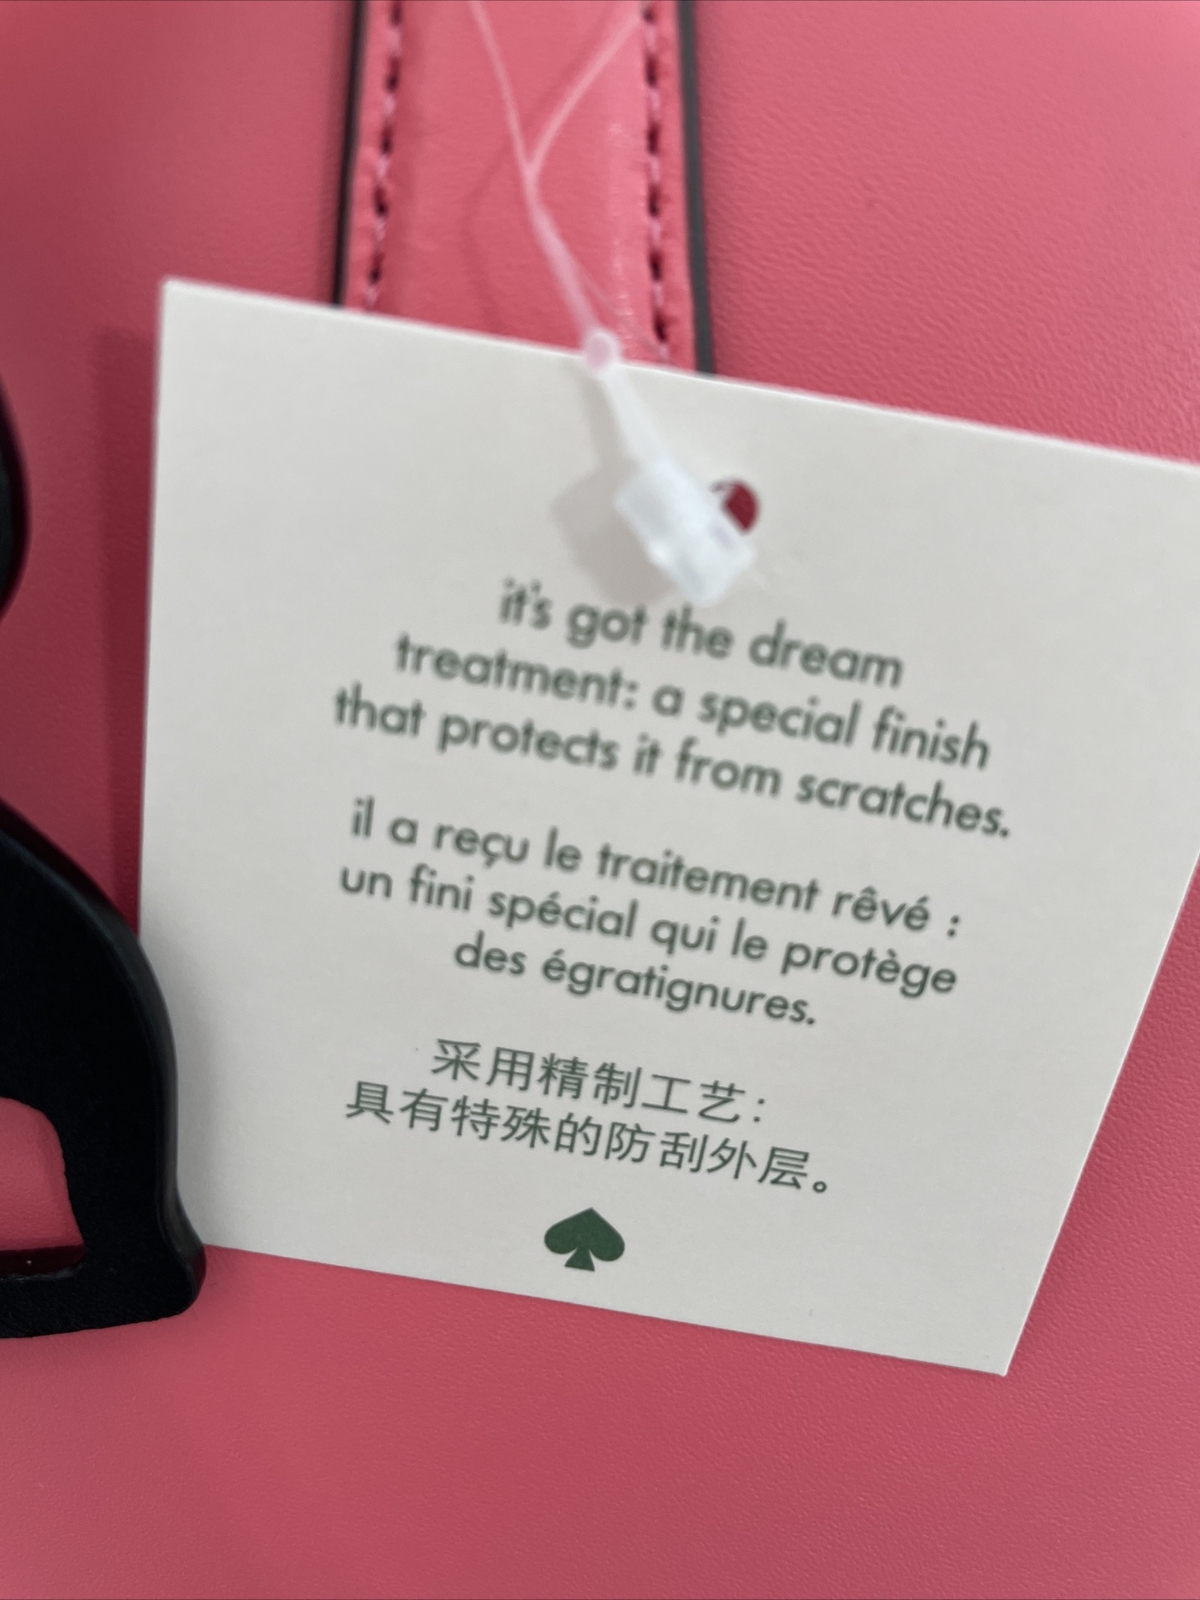 it's got the dream
treatment: a special finish
that protects it from scratches.
il a reçu le traitement rêvé :
un fini spécial qui le protège
des égratignures.
采用精制工艺：
具有特殊的防刮外层。